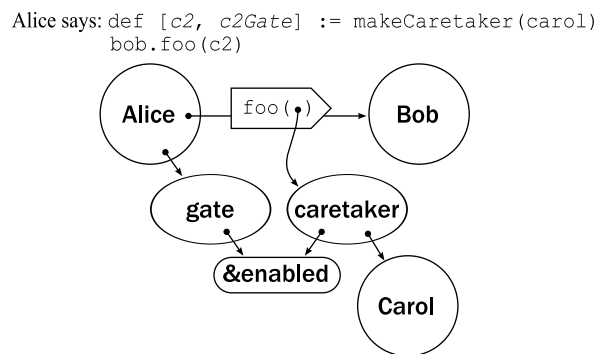 Alice says: def [c2, c2Gate] := makeCaretaker(carol)
bob.foo(c2)
Alice
foo( )
Bob
gate
caretaker
&enabled
Carol